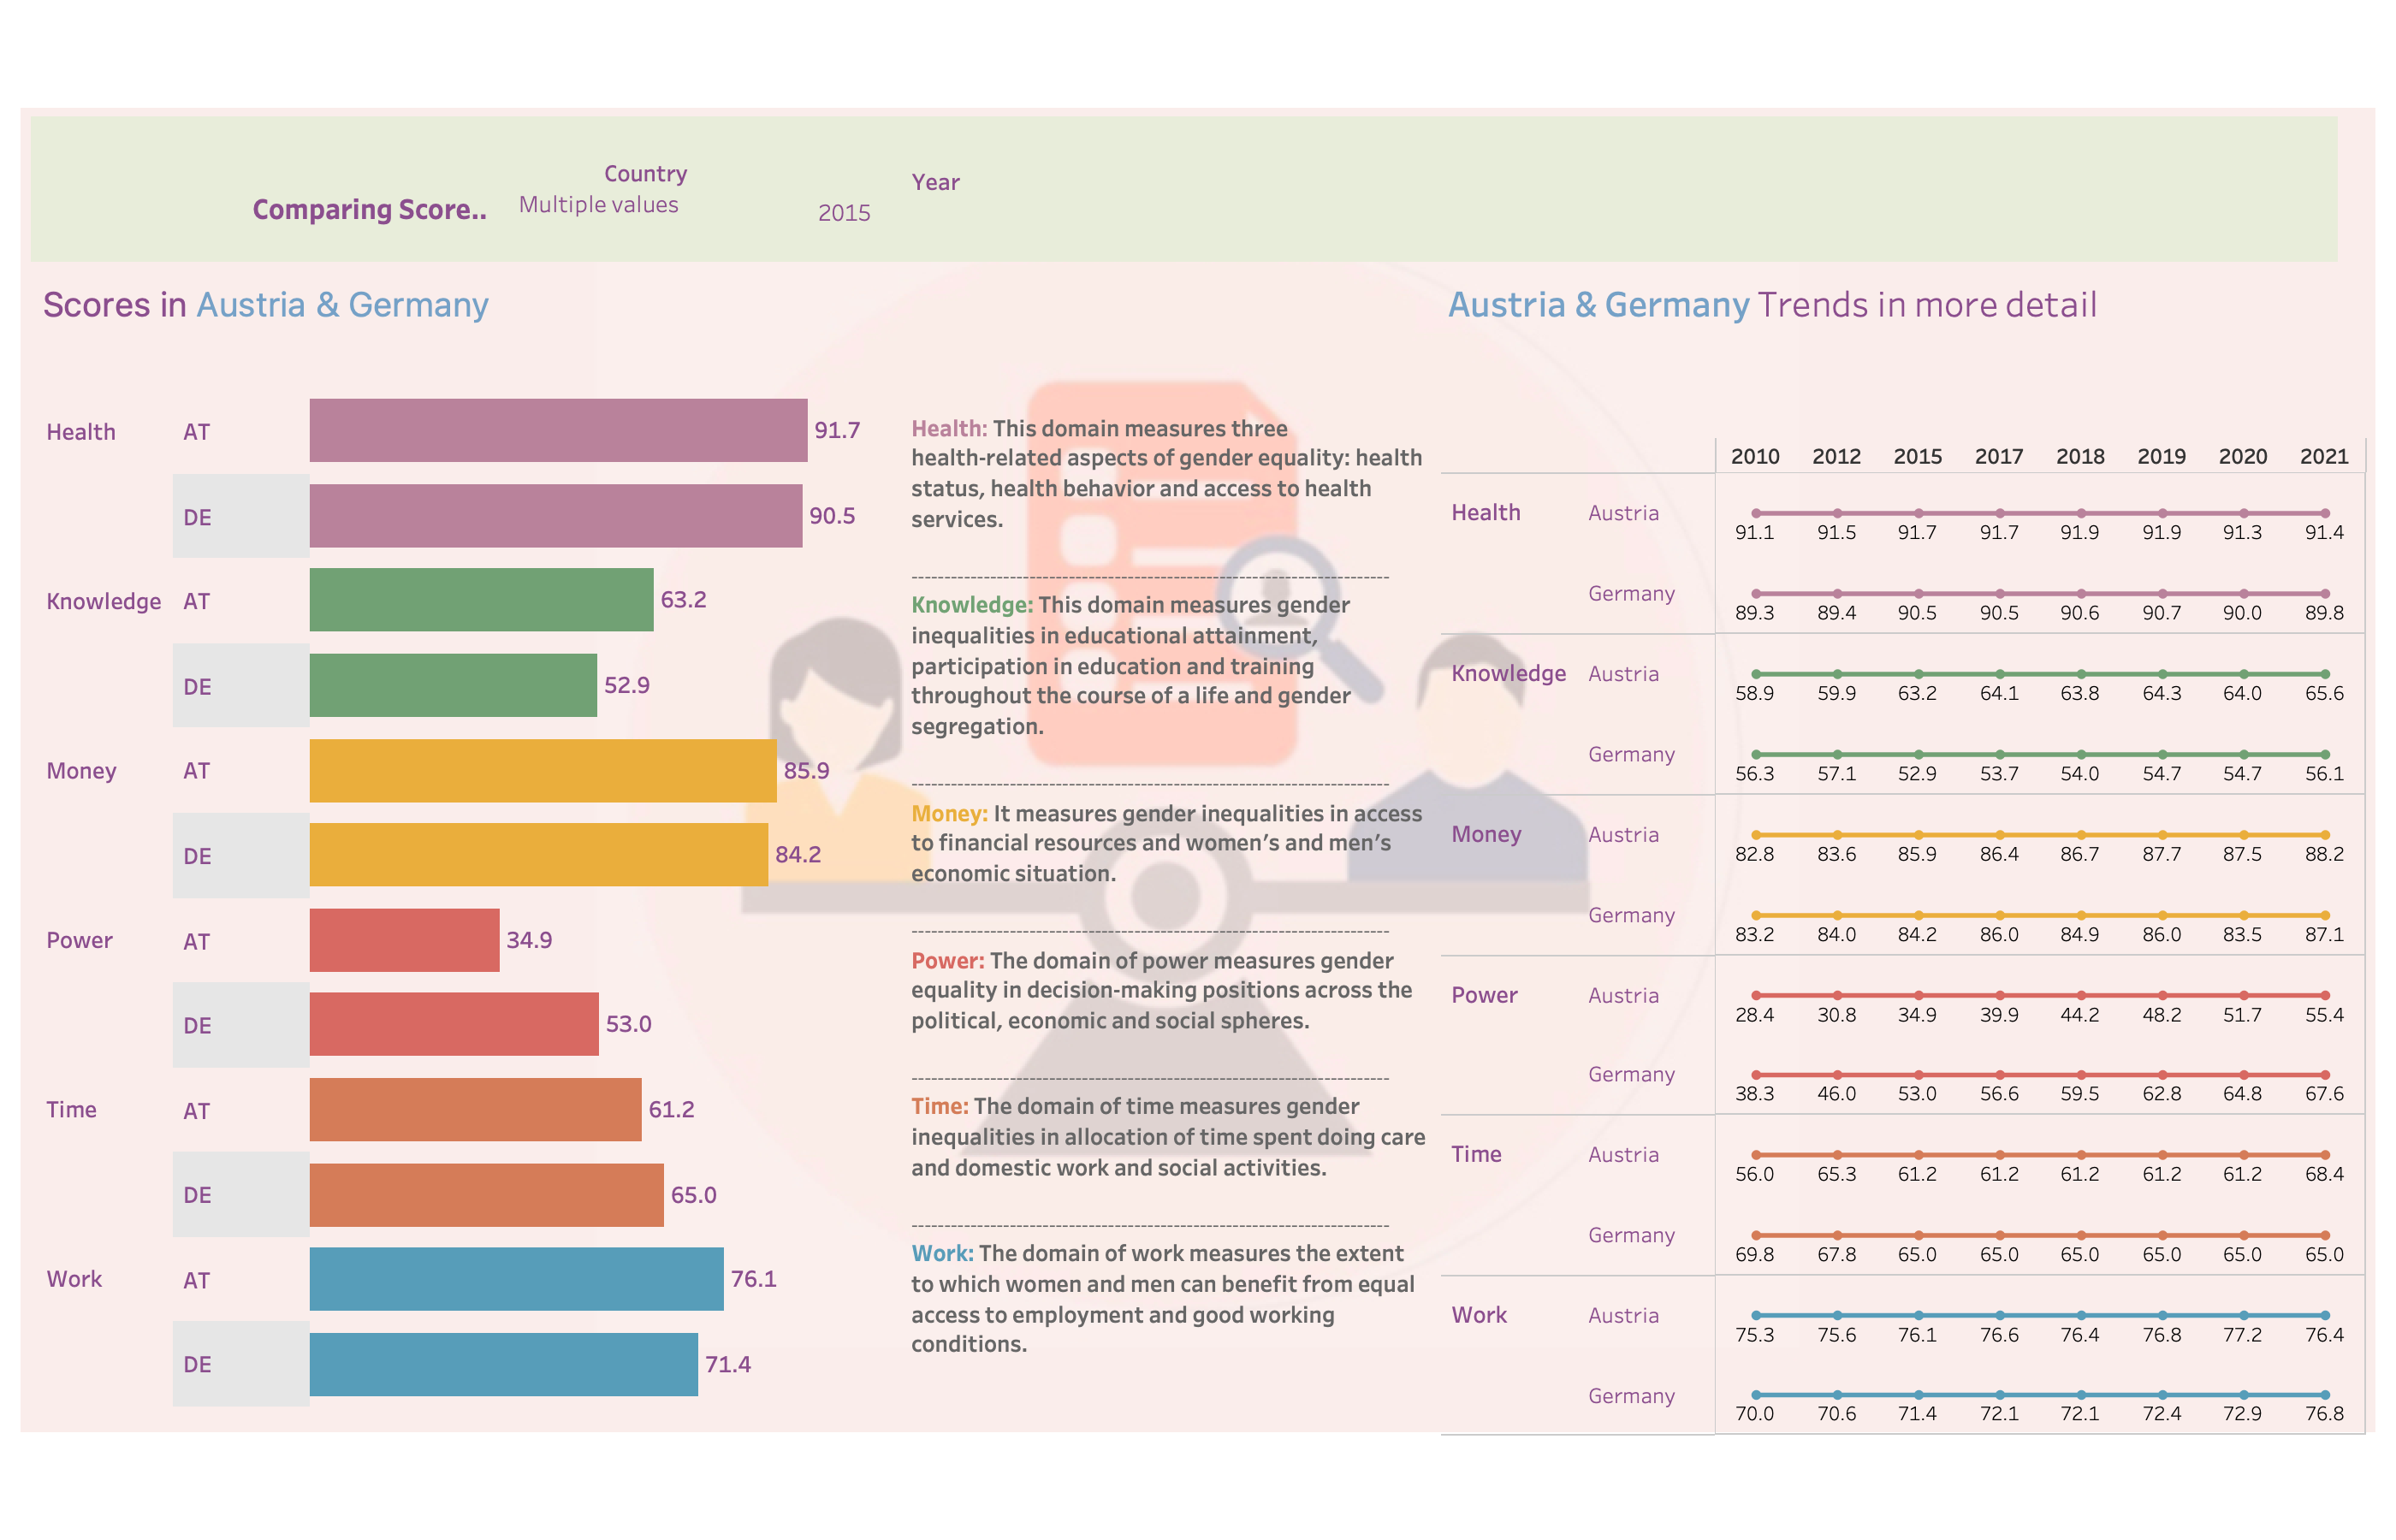 Country
Year
Comparing Score..
Multiple values
2015
Scores in Austria & Germany
Health AT 91.7
DE 90.5
Knowledge AT 63.2
DE 52.9
Money AT 85.9
DE 84.2
Power AT 34.9
DE 53.0
Time AT 61.2
DE 65.0
Work AT 76.1
DE 71.4
Health: This domain measures three
health-related aspects of gender equality: health
status, health behavior and access to health
services.
Knowledge: This domain measures gender
inequalities in educational attainment,
participation in education and training
throughout the course of a life and gender
segregation.
Money: It measures gender inequalities in access
to financial resources and women’s and men’s
economic situation.
Power: The domain of power measures gender
equality in decision-making positions across the
political, economic and social spheres.
Time: The domain of time measures gender
inequalities in allocation of time spent doing care
and domestic work and social activities.
Work: The domain of work measures the extent
to which women and men can benefit from equal
access to employment and good working
conditions.
Austria & Germany Trends in more detail
2010 2012 2015 2017 2018 2019 2020 2021
Health Austria
91.1 91.5 91.7 91.7 91.9 91.9 91.3 91.4
Germany
89.3 89.4 90.5 90.5 90.6 90.7 90.0 89.8
Knowledge Austria
58.9 59.9 63.2 64.1 63.8 64.3 64.0 65.6
Germany
56.3 57.1 52.9 53.7 54.0 54.7 54.7 56.1
Money Austria
82.8 83.6 85.9 86.4 86.7 87.7 87.5 88.2
Germany
83.2 84.0 84.2 86.0 84.9 86.0 83.5 87.1
Power Austria
28.4 30.8 34.9 39.9 44.2 48.2 51.7 55.4
Germany
38.3 46.0 53.0 56.6 59.5 62.8 64.8 67.6
Time Austria
56.0 65.3 61.2 61.2 61.2 61.2 61.2 68.4
Germany
69.8 67.8 65.0 65.0 65.0 65.0 65.0 65.0
Work Austria
75.3 75.6 76.1 76.6 76.4 76.8 77.2 76.4
Germany
70.0 70.6 71.4 72.1 72.1 72.4 72.9 76.8